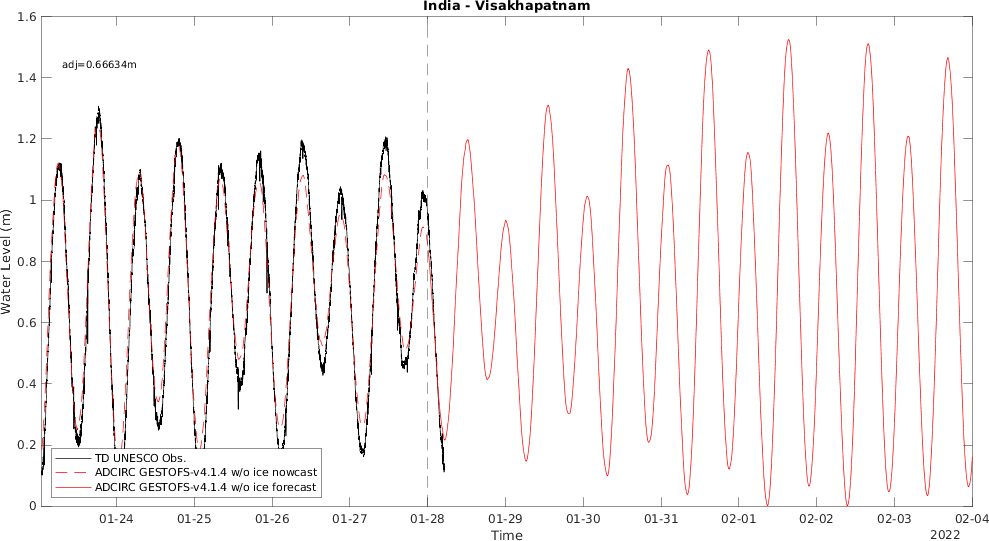 India - Visakhapatnam
adj=0.66634m
Water Level (m)
1.6
1.4
1.2
1
0.8
0.6
0.4
0.2
0
TD UNESCO Obs.
ADCIRC GESTOFS-v4.1.4 w/o ice nowcast
ADCIRC GESTOFS-v4.1.4 w/o ice forecast
01-24 01-25 01-26 01-27 01-28 01-29 01-30 01-31 02-01 02-02 02-03 02-04
Time
2022